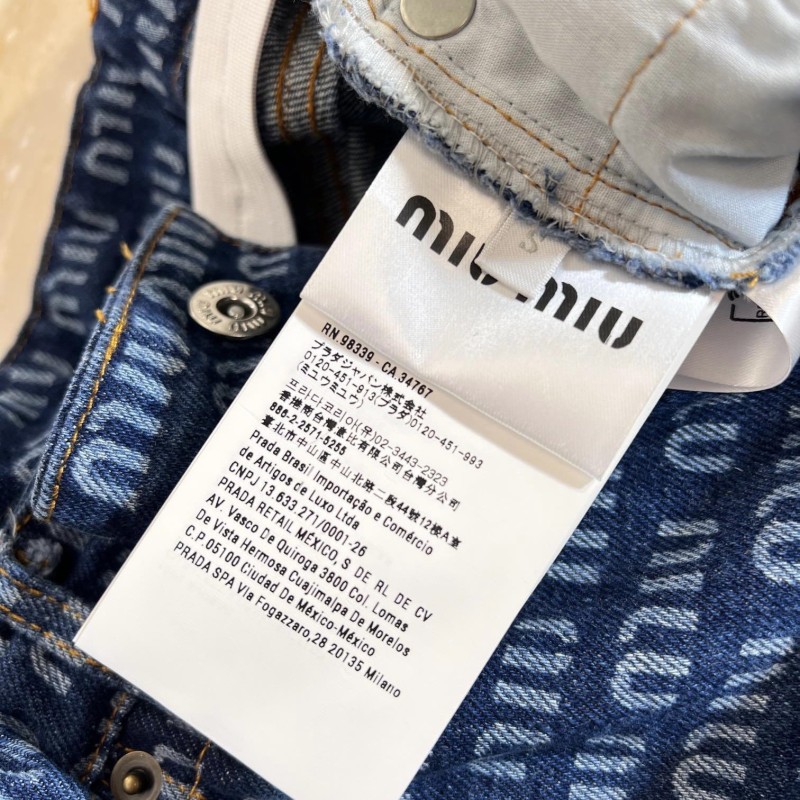 miu miu
S
RN.98339 - CA.34767
プラダジャパン株式会社
0120-451-913(プラダ)0120-451-993
(ミュウミュウ)
프라다코리아(유)02-3443-2323
香港商台灣普拉比有限公司台灣分公司
886-2-2571-5255
臺北市中山區中山北路二段44號12樓A室
Prada Brasil Importação e Comércio
de Artigos de Luxo Ltda
CNPJ 13.633.271/0001-26
PRADA RETAIL MÉXICO, S DE RL DE CV
AV. Vasco De Quiroga 3800 Col. Lomas
De Vista Hermosa Cuajimalpa De Morelos
C.P.05100 Ciudad De México-México
PRADA SPA Via Fogazzaro,28 20135 Milano